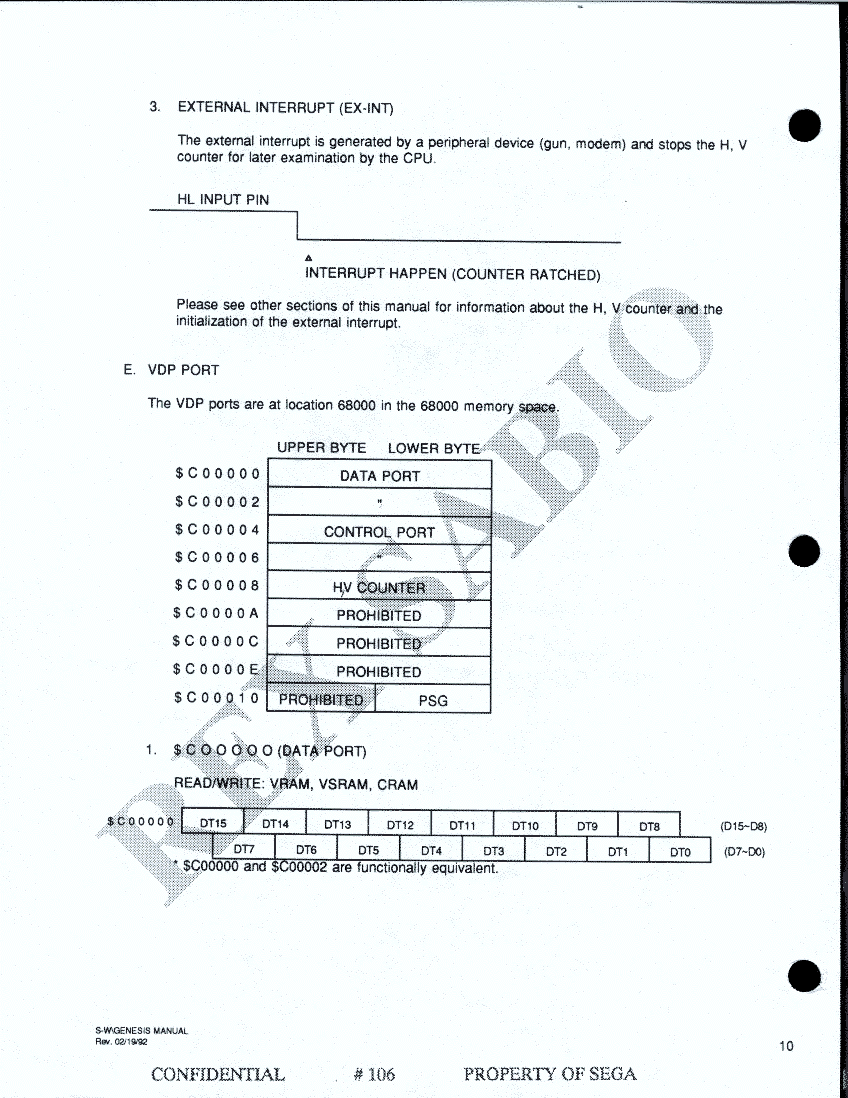 3. EXTERNAL INTERRUPT (EX-INT)
The external interrupt is generated by a peripheral device (gun, modem) and stops the H, V
counter for later examination by the CPU.
HL INPUT PIN
INTERRUPT HAPPEN (COUNTER RATCHED)
Please see other sections of this manual for information about the H, V counter and the
initialization of the external interrupt.
E. VDP PORT
The VDP ports are at location 68000 in the 68000 memory space.
UPPER BYTE LOWER BYTE
$C00000 DATA PORT
$C00002 "
$C00004 CONTROL PORT
$C00006 "
$C00008 H,V COUNTER
$C0000A PROHIBITED
$C0000C PROHIBITED
$C0000E PROHIBITED
$C00010 PROHIBITED PSG
1. $C00000 (DATA PORT)
READ/WRITE: VRAM, VSRAM, CRAM
$C00000 DT15 DT14 DT13 DT12 DT11 DT10 DT9 DT8 (D15~D8)
DT7 DT6 DT5 DT4 DT3 DT2 DT1 DT0 (D7~D0)
* $C00000 and $C00002 are functionally equivalent.
REX SABIO
S-W\GENESIS MANUAL
Rev. 02/19/92
10
CONFIDENTIAL # 106 PROPERTY OF SEGA